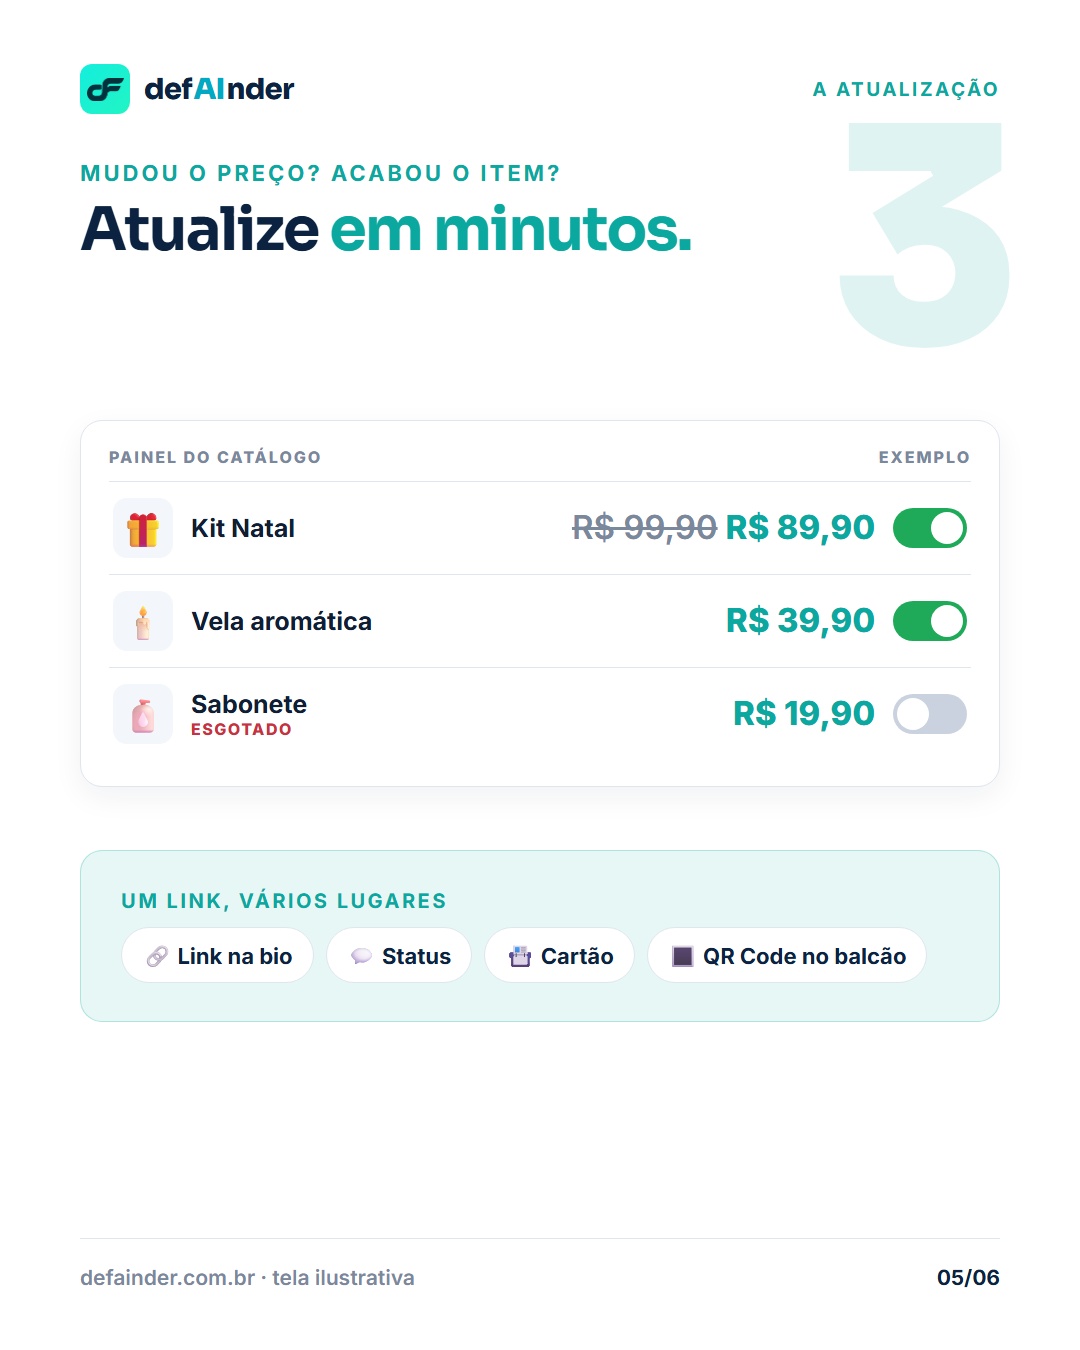 defAInder
A ATUALIZAÇÃO
3
MUDOU O PREÇO? ACABOU O ITEM?
Atualize em minutos.
PAINEL DO CATÁLOGO
EXEMPLO
Kit Natal
R$ 99,90 R$ 89,90
Vela aromática
R$ 39,90
Sabonete
ESGOTADO
R$ 19,90
UM LINK, VÁRIOS LUGARES
Link na bio
Status
Cartão
QR Code no balcão
defainder.com.br · tela ilustrativa
05/06